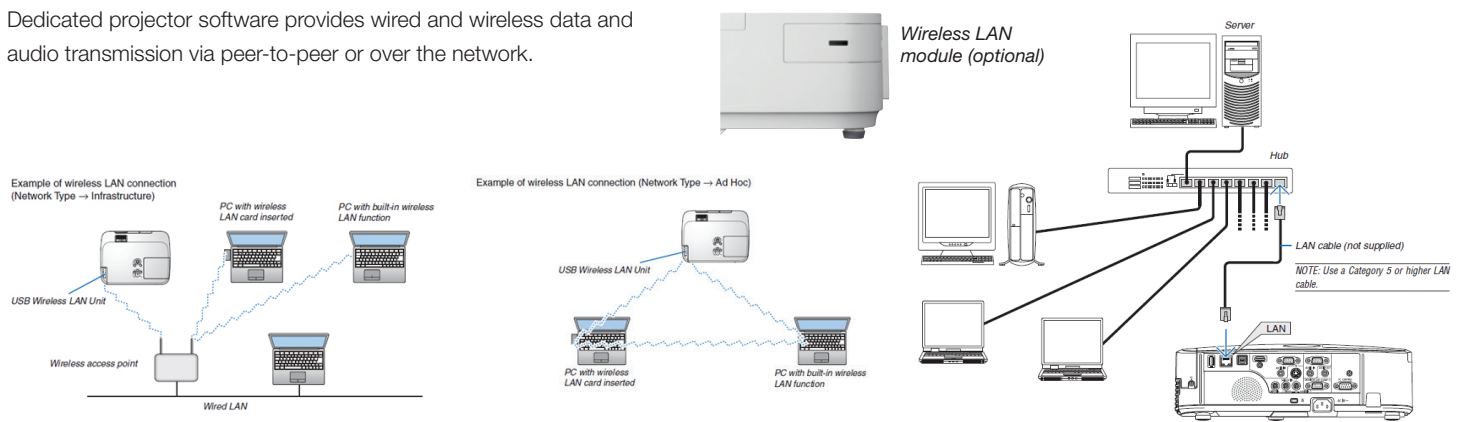 Dedicated projector software provides wired and wireless data and
audio transmission via peer-to-peer or over the network.
Wireless LAN
module (optional)
Example of wireless LAN connection
(Network Type → Infrastructure)
PC with wireless
LAN card inserted
PC with built-in wireless
LAN function
USB Wireless LAN Unit
Wireless access point
Wired LAN
Example of wireless LAN connection (Network Type → Ad Hoc)
USB Wireless LAN Unit
PC with wireless
LAN card inserted
PC with built-in wireless
LAN function
Server
Hub
LAN cable (not supplied)
NOTE: Use a Category 5 or higher LAN
cable.
LAN